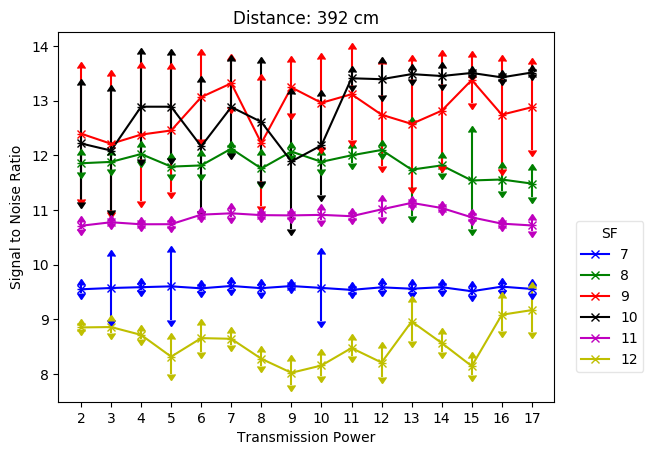 Distance: 392 cm
Signal to Noise Ratio
14
13
12
11
10
9
8
2 3 4 5 6 7 8 9 10 11 12 13 14 15 16 17
Transmission Power
SF
7
8
9
10
11
12